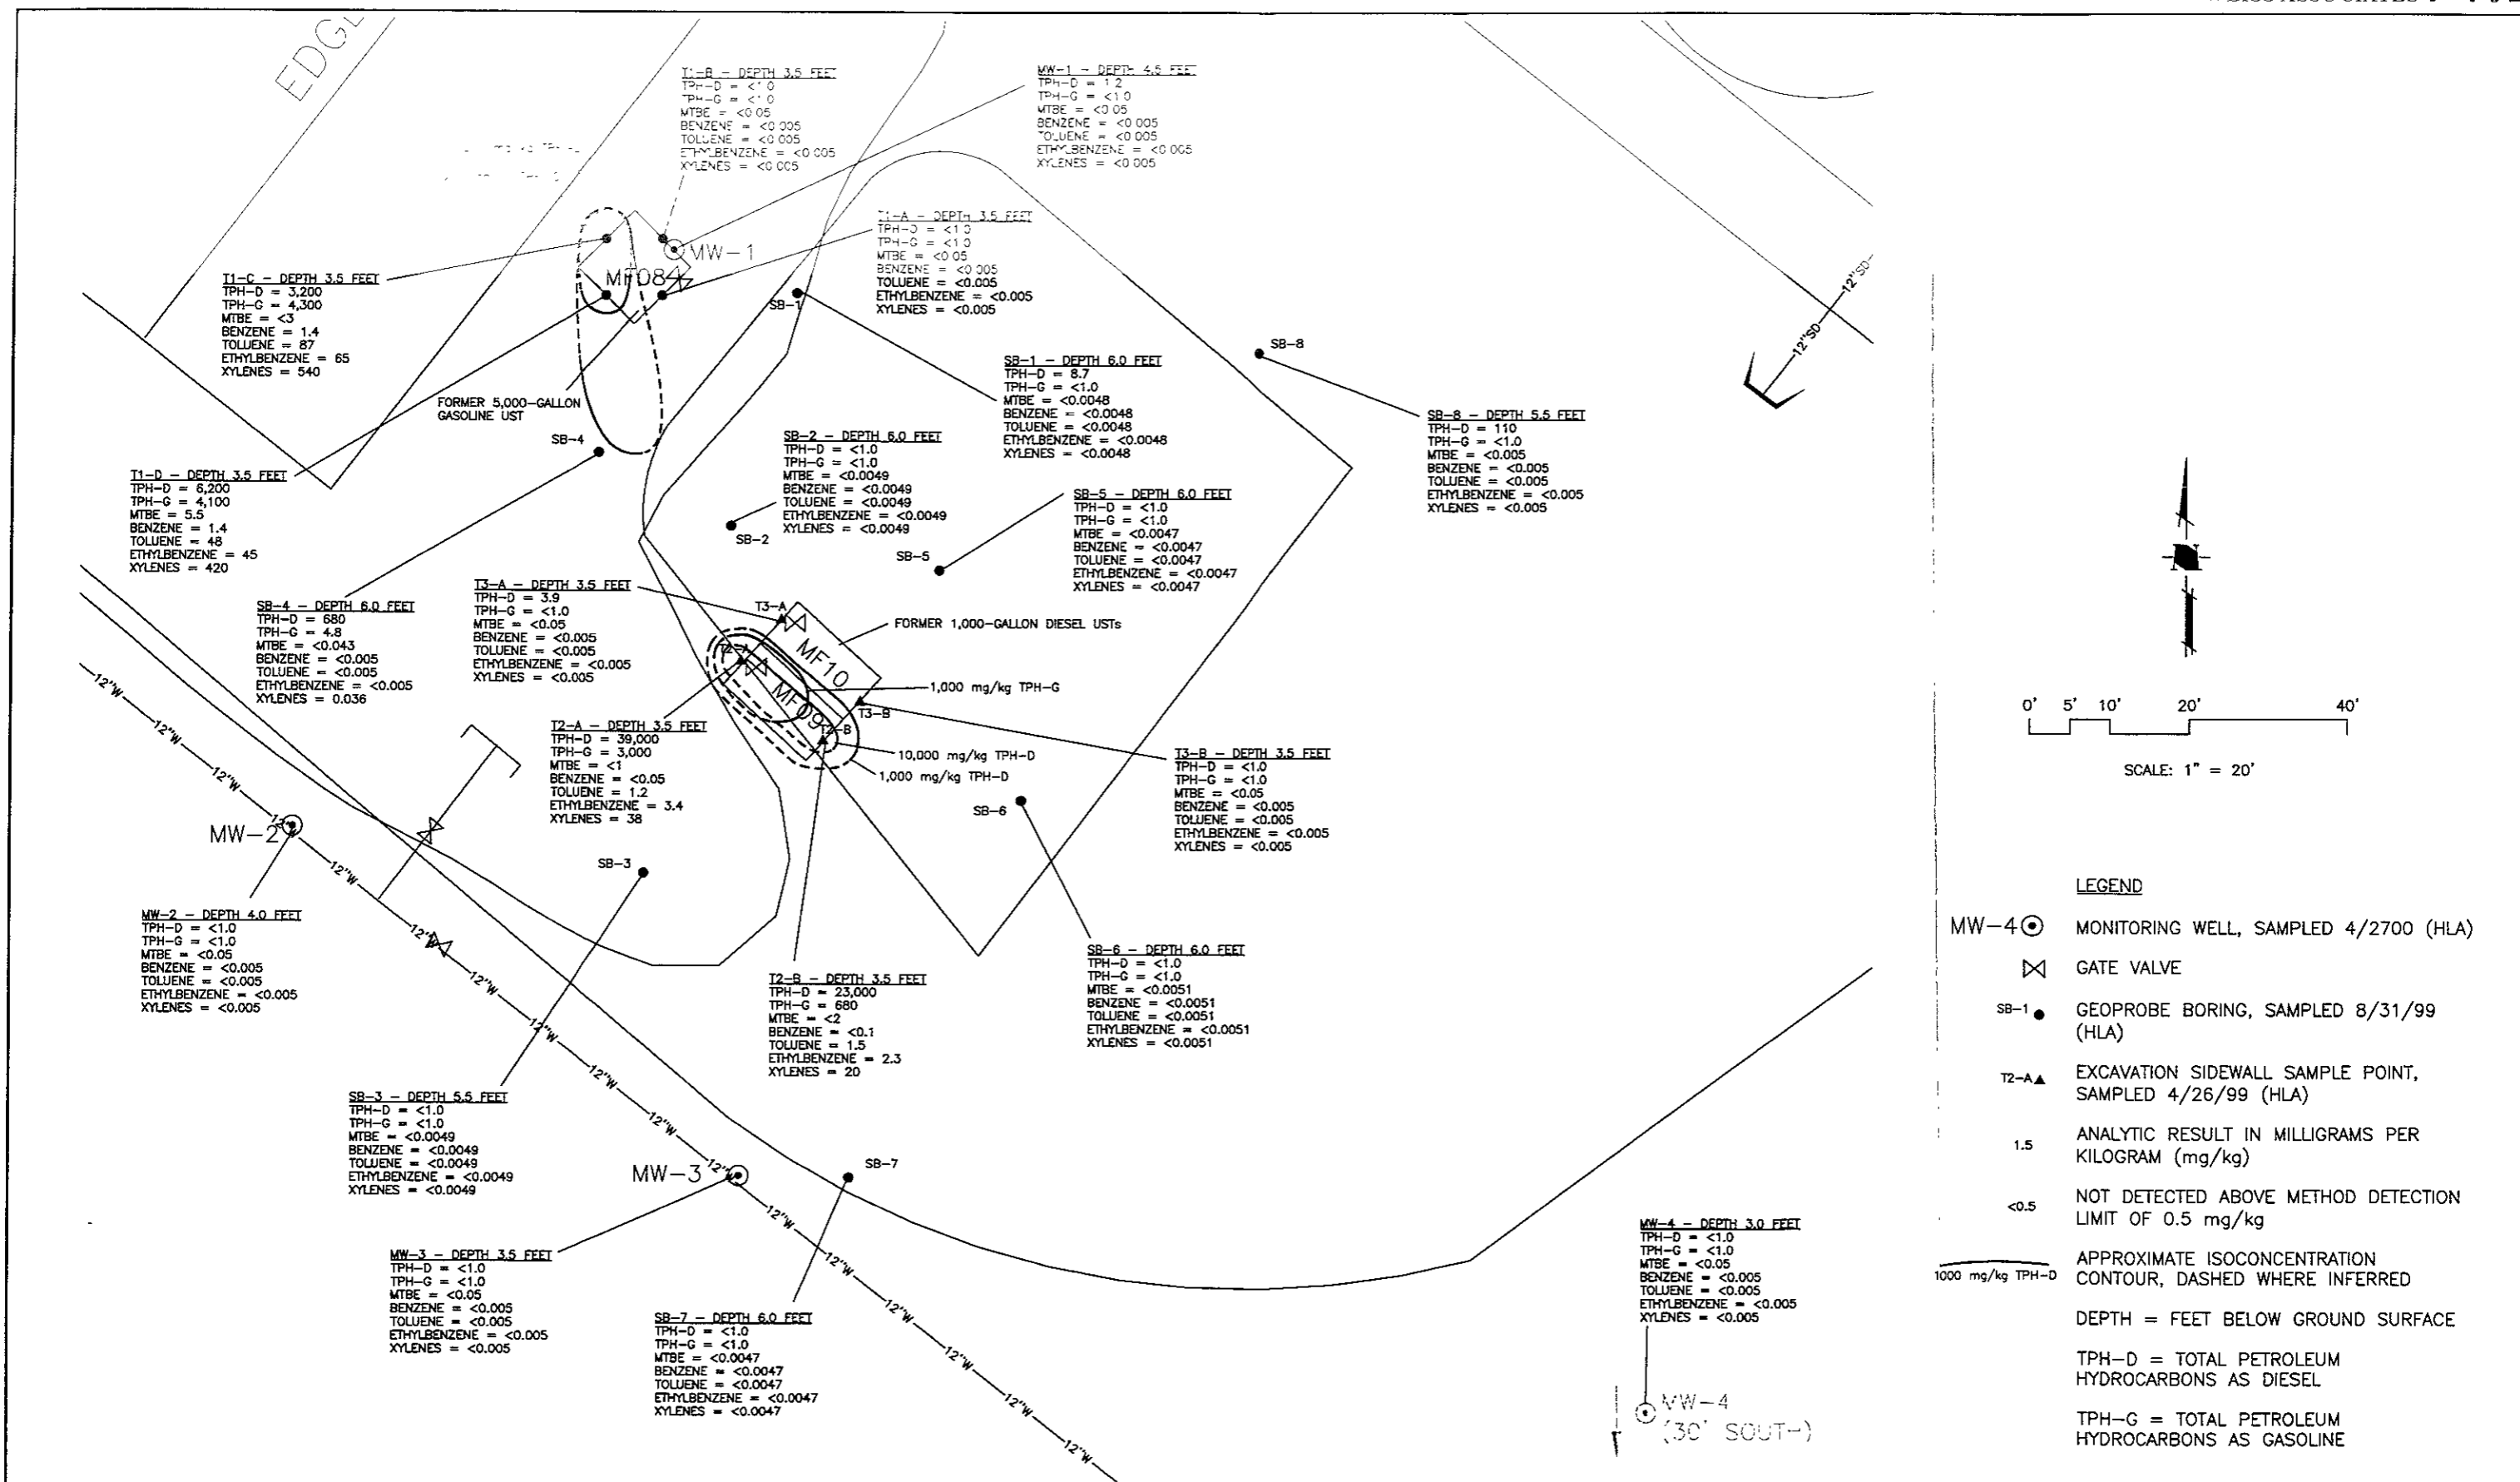 EDGE
T1-B - DEPTH 3.5 FEET
TPH-D = <1.0
TPH-G = <1.0
MTBE = <0.05
BENZENE = <0.005
TOLUENE = <0.005
ETHYLBENZENE = <0.005
XYLENES = <0.005
MW-1 - DEPTH 4.5 FEET
TPH-D = 1.2
TPH-G = <1.0
MTBE = <0.05
BENZENE = <0.005
TOLUENE = <0.005
ETHYLBENZENE = <0.005
XYLENES = <0.005
T1-A - DEPTH 3.5 FEET
TPH-D = <1.0
TPH-G = <1.0
MTBE = <0.05
BENZENE = <0.005
TOLUENE = <0.005
ETHYLBENZENE = <0.005
XYLENES = <0.005
MW-1
MF084
T1-C - DEPTH 3.5 FEET
TPH-D = 3,200
TPH-G = 4,300
MTBE = <3
BENZENE = 1.4
TOLUENE = 87
ETHYLBENZENE = 65
XYLENES = 540
SB-1
12"SD
12"SD
SB-8
SB-1 - DEPTH 6.0 FEET
TPH-D = 8.7
TPH-G = <1.0
MTBE = <0.0048
BENZENE = <0.0048
TOLUENE = <0.0048
ETHYLBENZENE = <0.0048
XYLENES = <0.0048
FORMER 5,000-GALLON
GASOLINE UST
SB-8 - DEPTH 5.5 FEET
TPH-D = 110
TPH-G = <1.0
MTBE = <0.005
BENZENE = <0.005
TOLUENE = <0.005
ETHYLBENZENE = <0.005
XYLENES = <0.005
SB-4
SB-2 - DEPTH 6.0 FEET
TPH-D = <1.0
TPH-G = <1.0
MTBE = <0.0049
BENZENE = <0.0049
TOLUENE = <0.0049
ETHYLBENZENE = <0.0049
XYLENES = <0.0049
T1-D - DEPTH 3.5 FEET
TPH-D = 6,200
TPH-G = 4,100
MTBE = 5.5
BENZENE = 1.4
TOLUENE = 48
ETHYLBENZENE = 45
XYLENES = 420
SB-5 - DEPTH 6.0 FEET
TPH-D = <1.0
TPH-G = <1.0
MTBE = <0.0047
BENZENE = <0.0047
TOLUENE = <0.0047
ETHYLBENZENE = <0.0047
XYLENES = <0.0047
SB-2
SB-5
N
SB-4 - DEPTH 6.0 FEET
TPH-D = 680
TPH-G = 4.8
MTBE = <0.043
BENZENE = <0.005
TOLUENE = <0.005
ETHYLBENZENE = <0.005
XYLENES = 0.036
T3-A - DEPTH 3.5 FEET
TPH-D = 3.9
TPH-G = <1.0
MTBE = <0.05
BENZENE = <0.005
TOLUENE = <0.005
ETHYLBENZENE = <0.005
XYLENES = <0.005
T3-A
FORMER 1,000-GALLON DIESEL USTs
T2-A
MF10
MF09
1,000 mg/kg TPH-G
T3-B
T2-B
10,000 mg/kg TPH-D
1,000 mg/kg TPH-D
T2-A - DEPTH 3.5 FEET
TPH-D = 39,000
TPH-G = 3,000
MTBE = <1
BENZENE = <0.05
TOLUENE = 1.2
ETHYLBENZENE = 3.4
XYLENES = 38
T3-B - DEPTH 3.5 FEET
TPH-D = <1.0
TPH-G = <1.0
MTBE = <0.05
BENZENE = <0.005
TOLUENE = <0.005
ETHYLBENZENE = <0.005
XYLENES = <0.005
0' 5' 10' 20' 40'
SCALE: 1" = 20'
12"W
12"W
12"W
12"W
MW-2
12"W
12"W
12"W
12"W
12"W
12"W
12"W
12"W
12"W
12"W
12"W
12"W
12"W
12"W
SB-6
SB-3
MW-2 - DEPTH 4.0 FEET
TPH-D = <1.0
TPH-G = <1.0
MTBE = <0.05
BENZENE = <0.005
TOLUENE = <0.005
ETHYLBENZENE = <0.005
XYLENES = <0.005
T2-B - DEPTH 3.5 FEET
TPH-D = 23,000
TPH-G = 680
MTBE = <2
BENZENE = <0.1
TOLUENE = 1.5
ETHYLBENZENE = 2.3
XYLENES = 20
SB-6 - DEPTH 6.0 FEET
TPH-D = <1.0
TPH-G = <1.0
MTBE = <0.0051
BENZENE = <0.0051
TOLUENE = <0.0051
ETHYLBENZENE = <0.0051
XYLENES = <0.0051
SB-3 - DEPTH 5.5 FEET
TPH-D = <1.0
TPH-G = <1.0
MTBE = <0.0049
BENZENE = <0.0049
TOLUENE = <0.0049
ETHYLBENZENE = <0.0049
XYLENES = <0.0049
MW-3
SB-7
MW-3 - DEPTH 3.5 FEET
TPH-D = <1.0
TPH-G = <1.0
MTBE = <0.05
BENZENE = <0.005
TOLUENE = <0.005
ETHYLBENZENE = <0.005
XYLENES = <0.005
SB-7 - DEPTH 6.0 FEET
TPH-D = <1.0
TPH-G = <1.0
MTBE = <0.0047
BENZENE = <0.0047
TOLUENE = <0.0047
ETHYLBENZENE = <0.0047
XYLENES = <0.0047
MW-4 - DEPTH 3.0 FEET
TPH-D = <1.0
TPH-G = <1.0
MTBE = <0.05
BENZENE = <0.005
TOLUENE = <0.005
ETHYLBENZENE = <0.005
XYLENES = <0.005
MW-4
(30' SOUTH)
LEGEND
MW-4 MONITORING WELL, SAMPLED 4/2700 (HLA)
GATE VALVE
SB-1 GEOPROBE BORING, SAMPLED 8/31/99
(HLA)
T2-A EXCAVATION SIDEWALL SAMPLE POINT,
SAMPLED 4/26/99 (HLA)
1.5 ANALYTIC RESULT IN MILLIGRAMS PER
KILOGRAM (mg/kg)
<0.5 NOT DETECTED ABOVE METHOD DETECTION
LIMIT OF 0.5 mg/kg
1000 mg/kg TPH-D APPROXIMATE ISOCONCENTRATION
CONTOUR, DASHED WHERE INFERRED
DEPTH = FEET BELOW GROUND SURFACE
TPH-D = TOTAL PETROLEUM
HYDROCARBONS AS DIESEL
TPH-G = TOTAL PETROLEUM
HYDROCARBONS AS GASOLINE